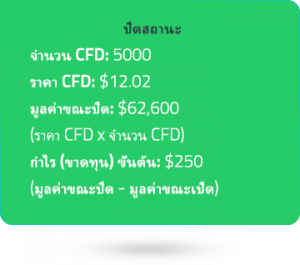 ปิดสถานะ
จำนวน CFD: 5000
ราคา CFD: $12.02
มูลค่าขณะปิด: $62,600
(ราคา CFD x จำนวน CFD)
กำไร (ขาดทุน) ขั้นต้น: $250
(มูลค่าขณะปิด - มูลค่าขณะเปิด)